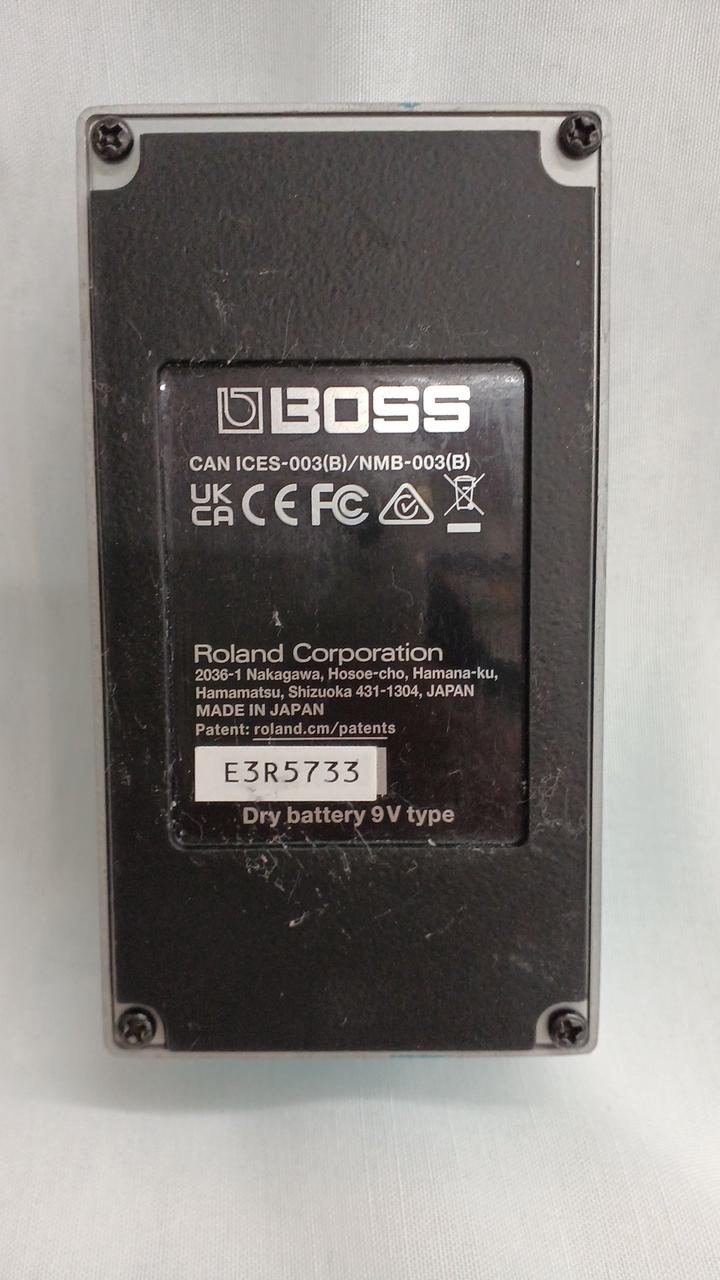 BOSS
CAN ICES-003(B)/NMB-003(B)
UK
CA CE FC
Roland Corporation
2036-1 Nakagawa, Hosoe-cho, Hamana-ku,
Hamamatsu, Shizuoka 431-1304, JAPAN
MADE IN JAPAN
Patent: roland.cm/patents
E3R5733
Dry battery 9V type